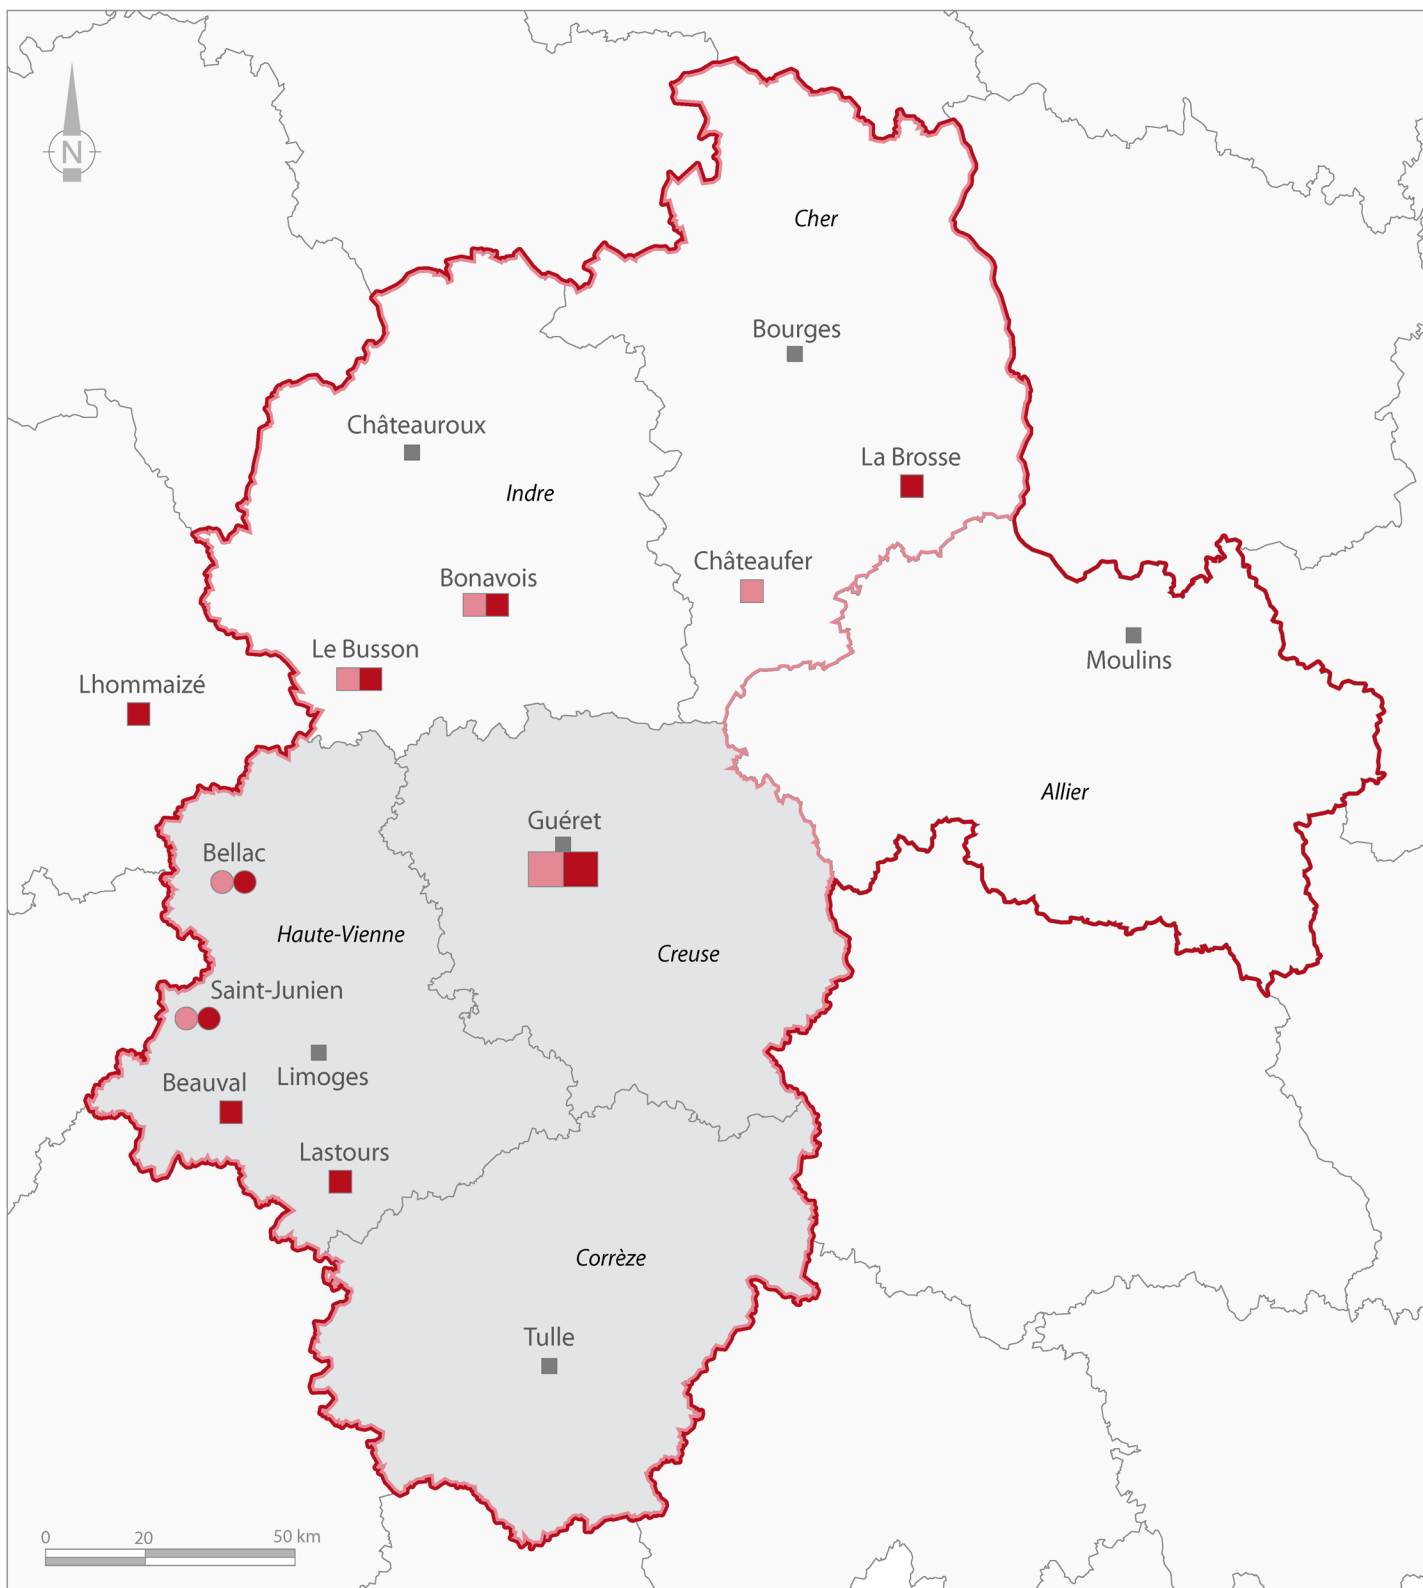 N
Cher
Bourges
Châteauroux
La Brosse
Indre
Châteaufer
Bonavois
Le Busson
Moulins
Lhommaizé
Allier
Guéret
Bellac
Haute-Vienne
Creuse
Saint-Junien
Limoges
Beauval
Lastours
Corrèze
Tulle
0 20 50 km